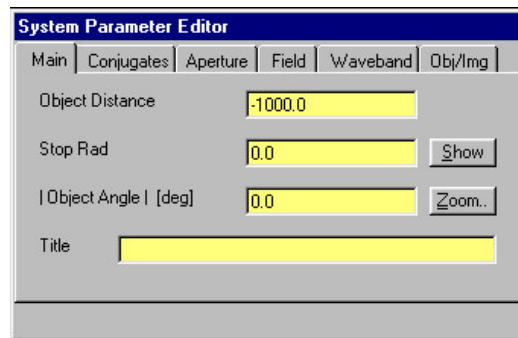 System Parameter Editor
Main Conjugates Aperture Field Waveband Obj/Img
Object Distance -1000.0
Stop Rad 0.0 Show
| Object Angle | [deg] 0.0 Zoom..
Title